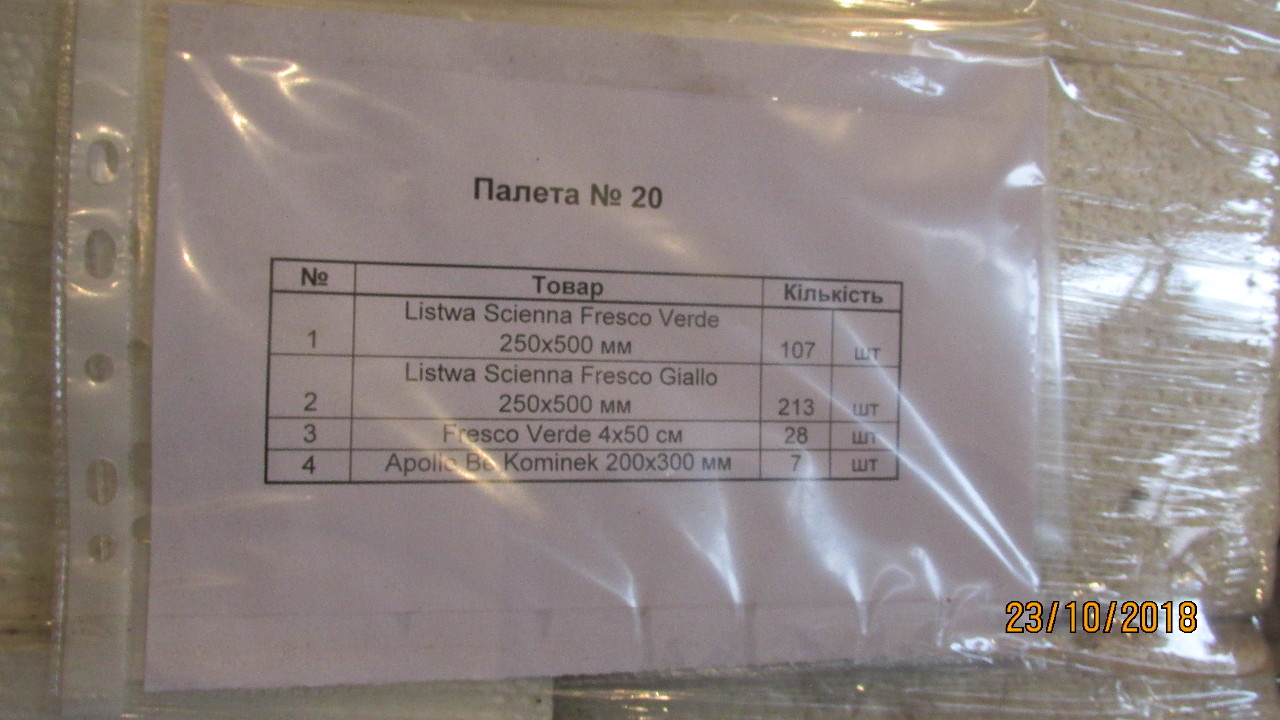 Палета № 20
№ Товар Кількість
Listwa Scienna Fresco Verde
1 250x500 мм 107 шт
Listwa Scienna Fresco Giallo
2 250x500 мм 213 шт
3 Fresco Verde 4x50 см 28 шт
4 Apollo Be Kominek 200x300 мм 7 шт
23/10/2018